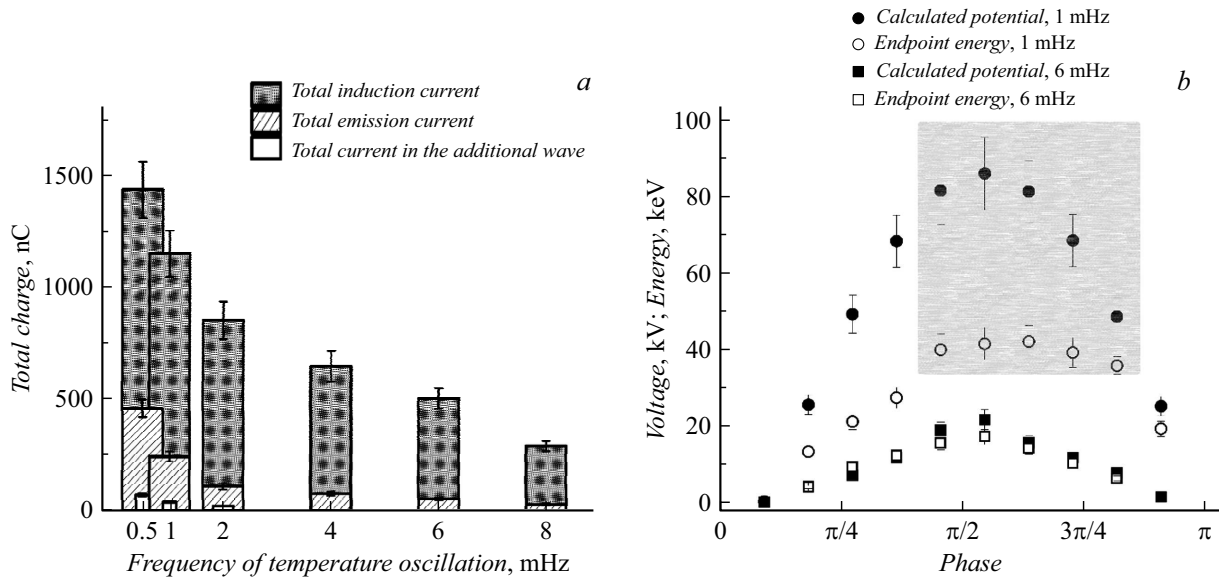 a
Total induction current
Total emission current
Total current in the additional wave
Total charge, nC
1500
1000
500
0
0.5 1 2 4 6 8
Frequency of temperature oscillation, mHz
Calculated potential, 1 mHz
Endpoint energy, 1 mHz
Calculated potential, 6 mHz
Endpoint energy, 6 mHz
b
Voltage, kV; Energy, keV
100
80
60
40
20
0
0 π/4 π/2 3π/4 π
Phase